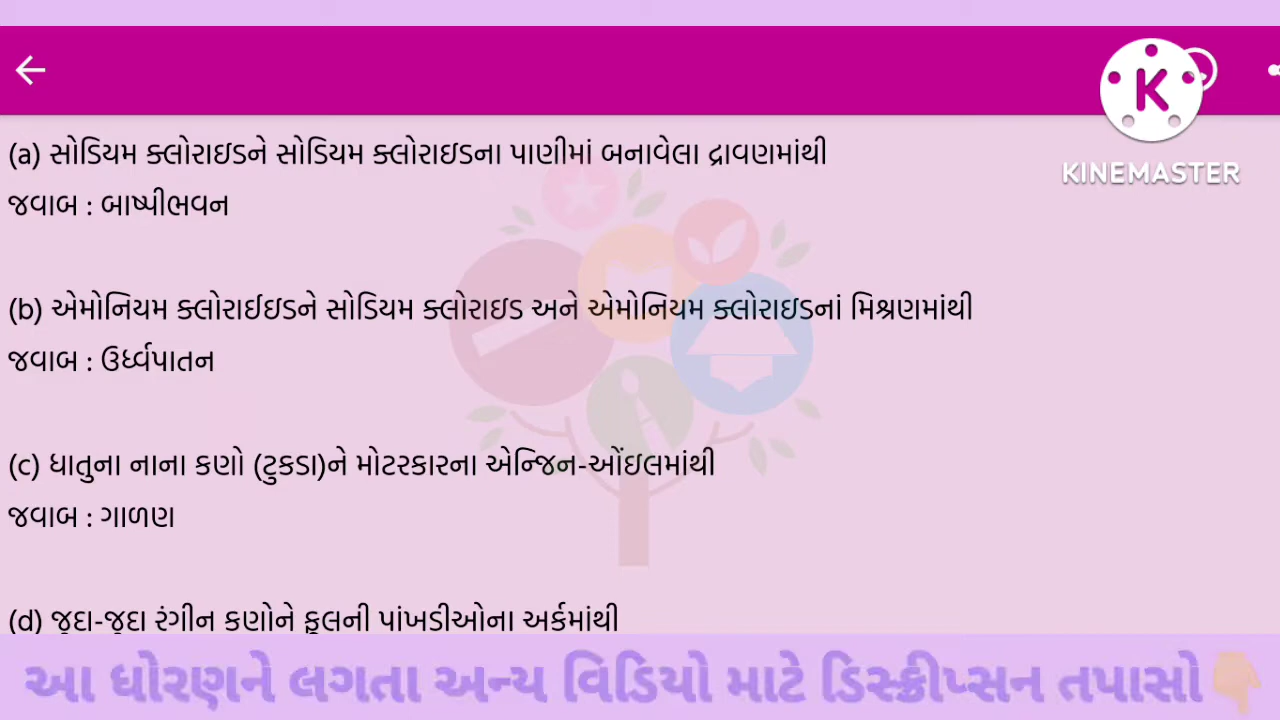 KINEMASTER
(a) સોડિયમ ક્લોરાઇડને સોડિયમ ક્લોરાઇડના પાણીમાં બનાવેલા દ્રાવણમાંથી
જવાબ : બાષ્પીભવન
(b) એમોનિયમ ક્લોરાઈઇડને સોડિયમ ક્લોરાઇડ અને એમોનિયમ ક્લોરાઇડનાં મિશ્રણમાંથી
જવાબ : ઉર્ધ્વપાતન
(c) ધાતુના નાના કણો (ટુકડા)ને મોટરકારના એન્જિન-ઓંઇલમાંથી
જવાબ : ગાળણ
(d) જૂદા-જૂદા રંગીન કણોને ફૂલની પાંખડીઓના અર્કમાંથી
આ ધોરણને લગતા અન્ય વિડિયો માટે ડિસ્ક્રીપ્સન તપાસો